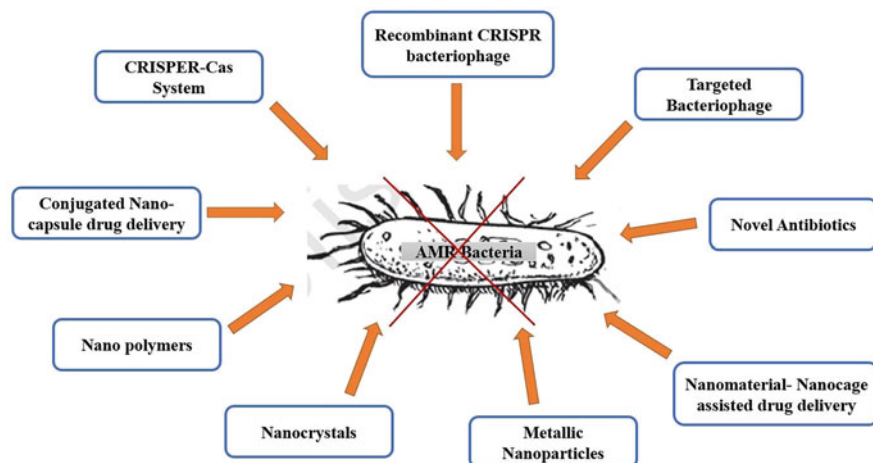 Recombinant CRISPR
bacteriophage
CRISPER-Cas
System
Targeted
Bacteriophage
Conjugated Nano-
capsule drug delivery
Novel Antibiotics
AMR Bacteria
Nano polymers
Nanomaterial- Nanocage
assisted drug delivery
Nanocrystals
Metallic
Nanoparticles